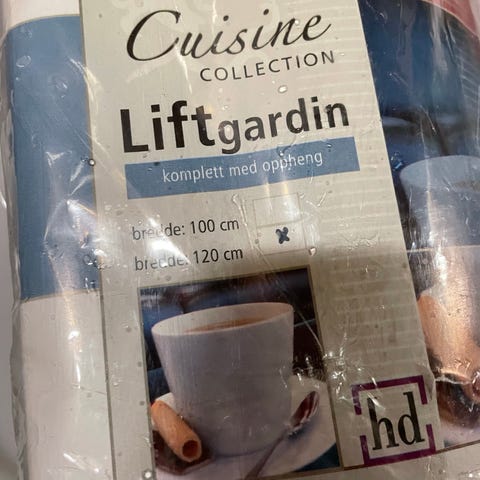 Cuisine
COLLECTION
Liftgardin
komplett med oppheng
bredde: 100 cm
bredde: 120 cm
hd